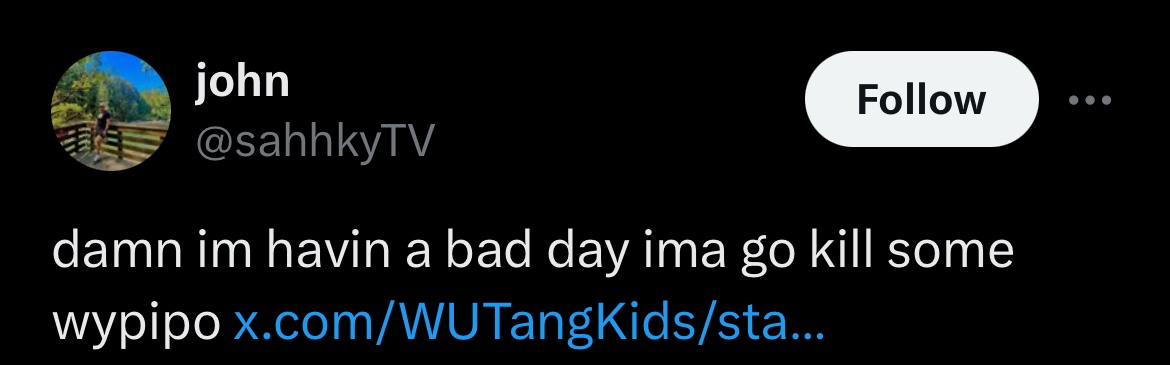 john
Follow
@sahhkyTV
damn im havin a bad day ima go kill some
wypipo x.com/WUTangKids/sta...